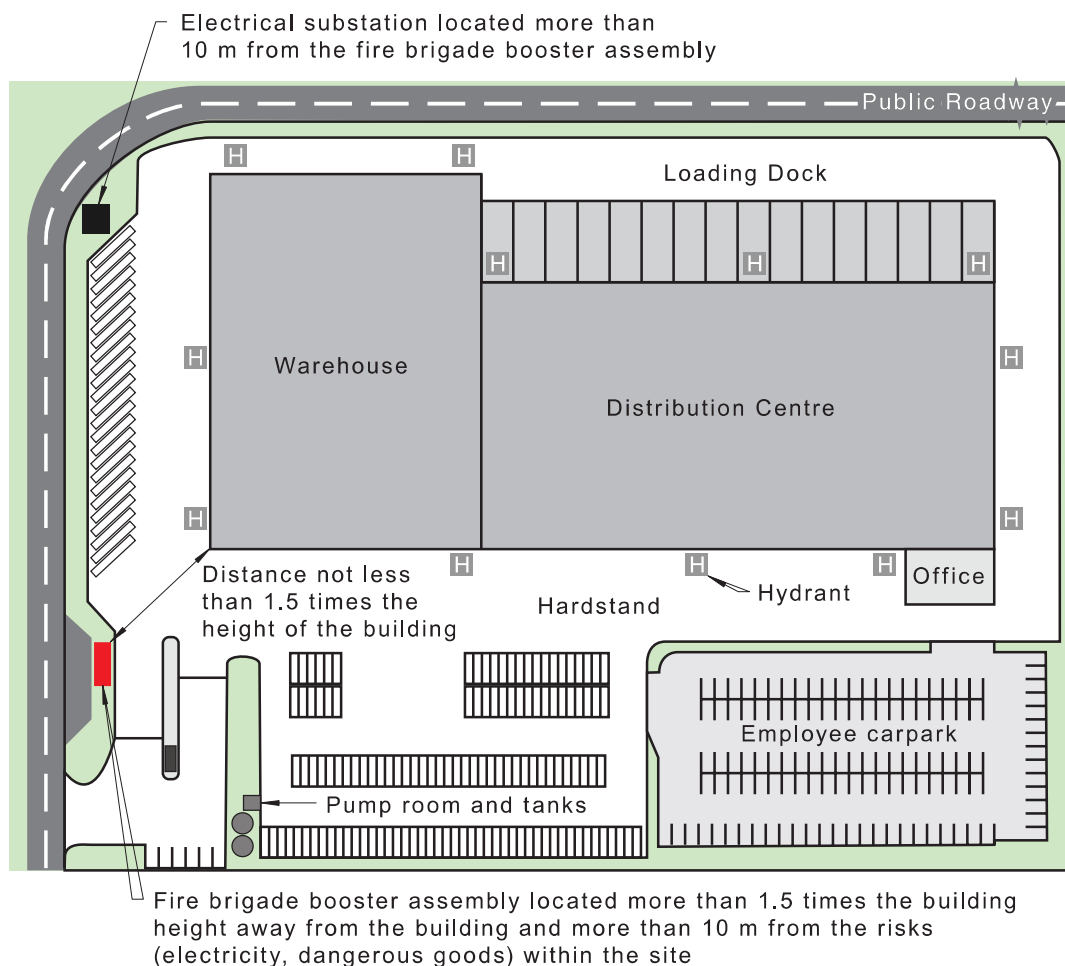 Electrical substation located more than
10 m from the fire brigade booster assembly
Public Roadway
H
H
Loading Dock
H
H
H
H
Warehouse
H
Distribution Centre
H
H
Distance not less
than 1.5 times the
height of the building
H
H
H
Hydrant
Office
Hardstand
Employee carpark
Pump room and tanks
Fire brigade booster assembly located more than 1.5 times the building
height away from the building and more than 10 m from the risks
(electricity, dangerous goods) within the site